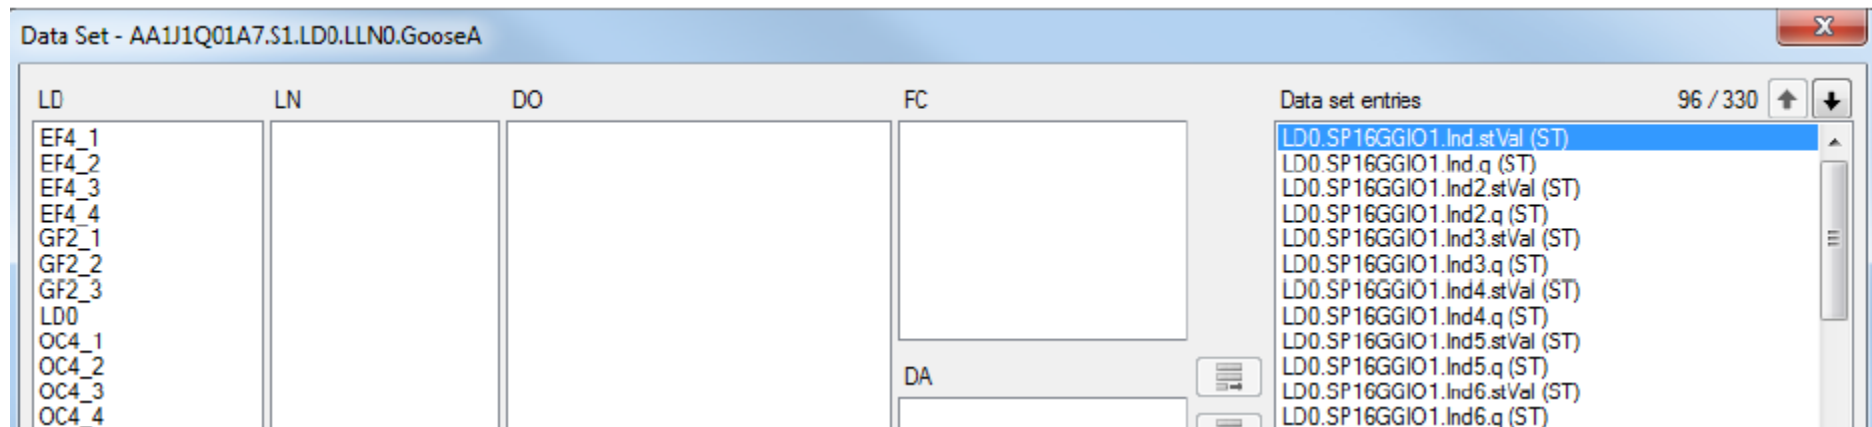 Data Set - AA1J1Q01A7.S1.LD0.LLN0.GooseA
LD
LN
DO
FC
Data set entries
96 / 330
EF4_1
EF4_2
EF4_3
EF4_4
GF2_1
GF2_2
GF2_3
LD0
OC4_1
OC4_2
OC4_3
OC4_4
DA
LD0.SP16GGIO1.Ind.stVal (ST)
LD0.SP16GGIO1.Ind.q (ST)
LD0.SP16GGIO1.Ind2.stVal (ST)
LD0.SP16GGIO1.Ind2.q (ST)
LD0.SP16GGIO1.Ind3.stVal (ST)
LD0.SP16GGIO1.Ind3.q (ST)
LD0.SP16GGIO1.Ind4.stVal (ST)
LD0.SP16GGIO1.Ind4.q (ST)
LD0.SP16GGIO1.Ind5.stVal (ST)
LD0.SP16GGIO1.Ind5.q (ST)
LD0.SP16GGIO1.Ind6.stVal (ST)
LD0.SP16GGIO1.Ind6.q (ST)